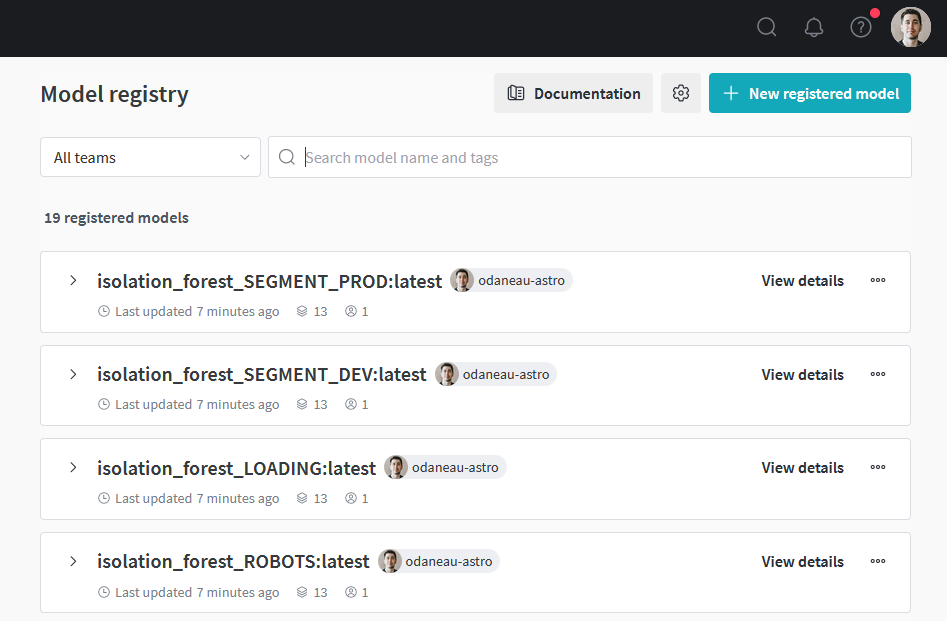 Model registry
Documentation
New registered model
All teams
Search model name and tags
19 registered models
isolation_forest_SEGMENT_PROD:latest odaneau-astro View details
Last updated 7 minutes ago 13 1
isolation_forest_SEGMENT_DEV:latest odaneau-astro View details
Last updated 7 minutes ago 13 1
isolation_forest_LOADING:latest odaneau-astro View details
Last updated 7 minutes ago 13 1
isolation_forest_ROBOTS:latest odaneau-astro View details
Last updated 7 minutes ago 13 1